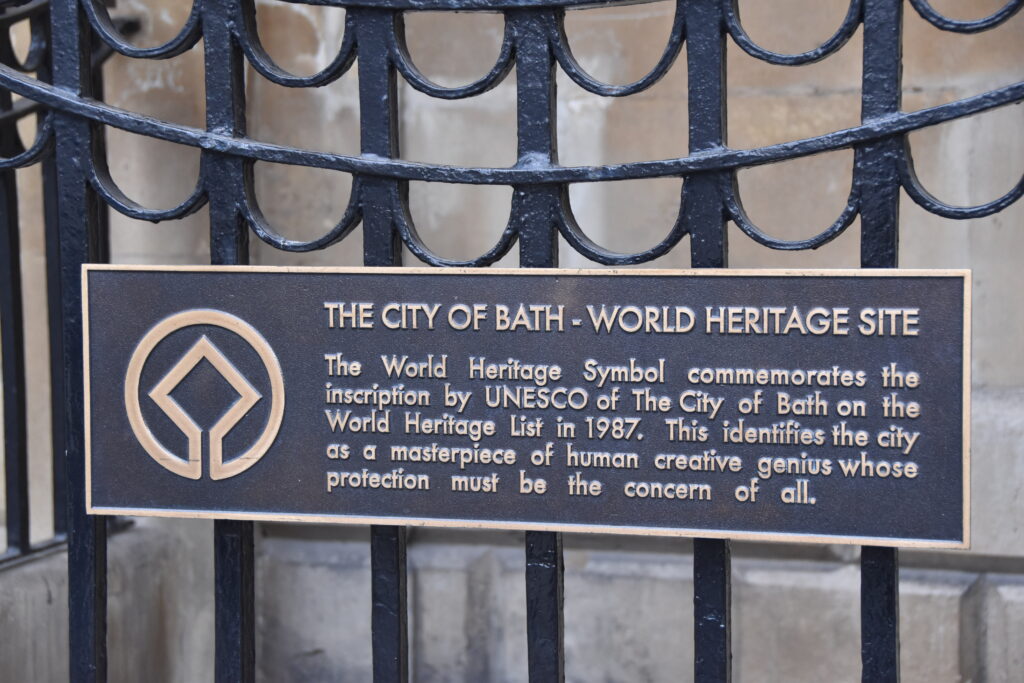 THE CITY OF BATH - WORLD HERITAGE SITE
The World Heritage Symbol commemorates the
inscription by UNESCO of The City of Bath on the
World Heritage List in 1987. This identifies the city
as a masterpiece of human creative genius whose
protection must be the concern of all.